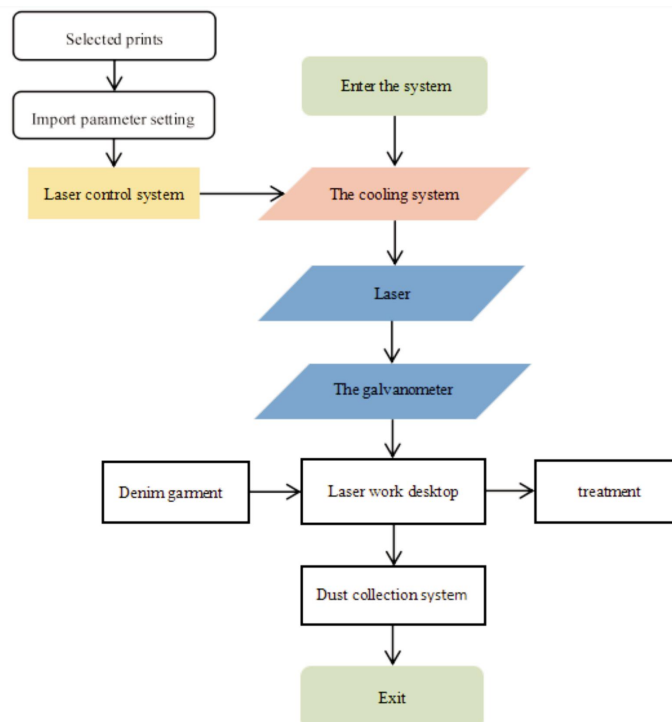 Selected prints
Enter the system
Import parameter setting
Laser control system
The cooling system
Laser
The galvanometer
Denim garment
Laser work desktop
treatment
Dust collection system
Exit